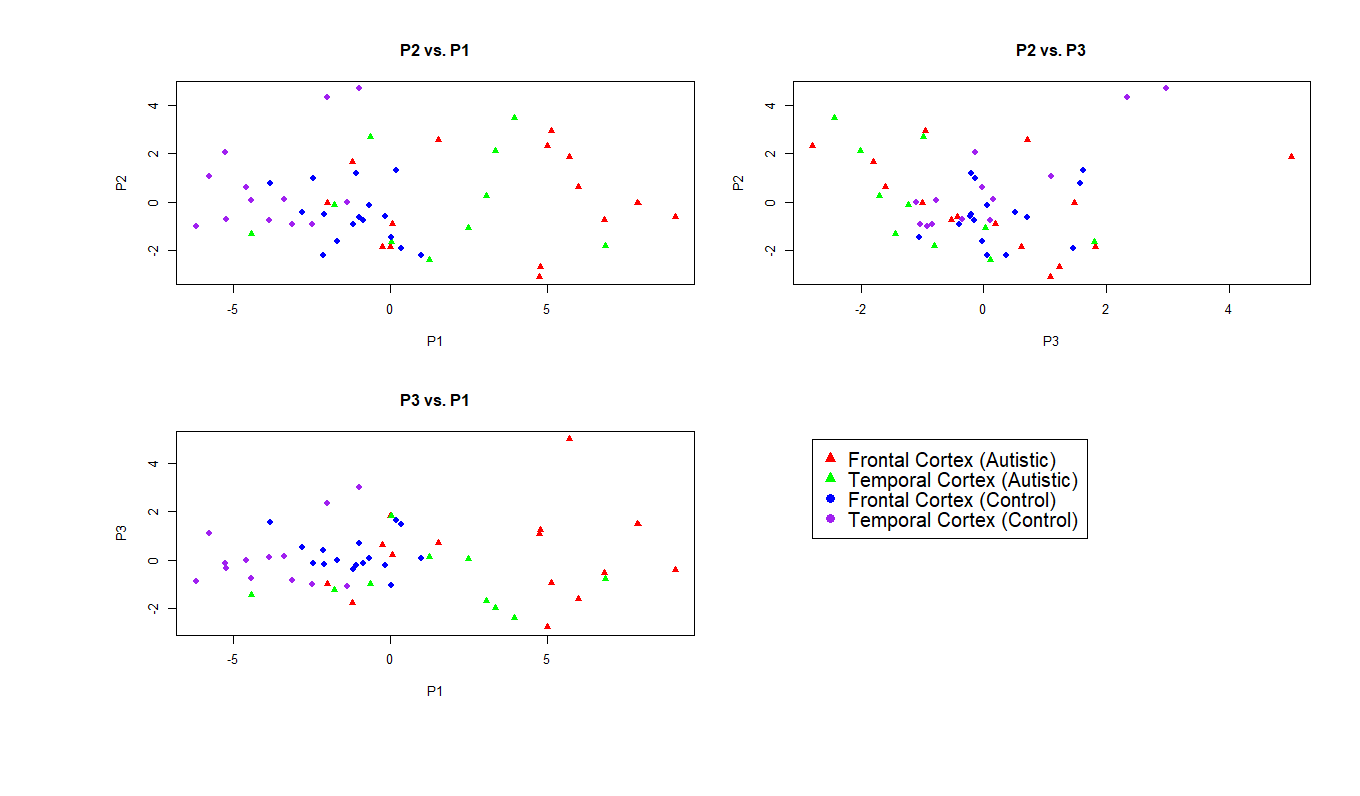 P2 vs. P1
4
2
0
-2
P2
-5 0 5
P1
P2 vs. P3
4
2
0
-2
P2
-2 0 2 4
P3
P3 vs. P1
4
2
0
-2
P3
-5 0 5
P1
Frontal Cortex (Autistic)
Temporal Cortex (Autistic)
Frontal Cortex (Control)
Temporal Cortex (Control)